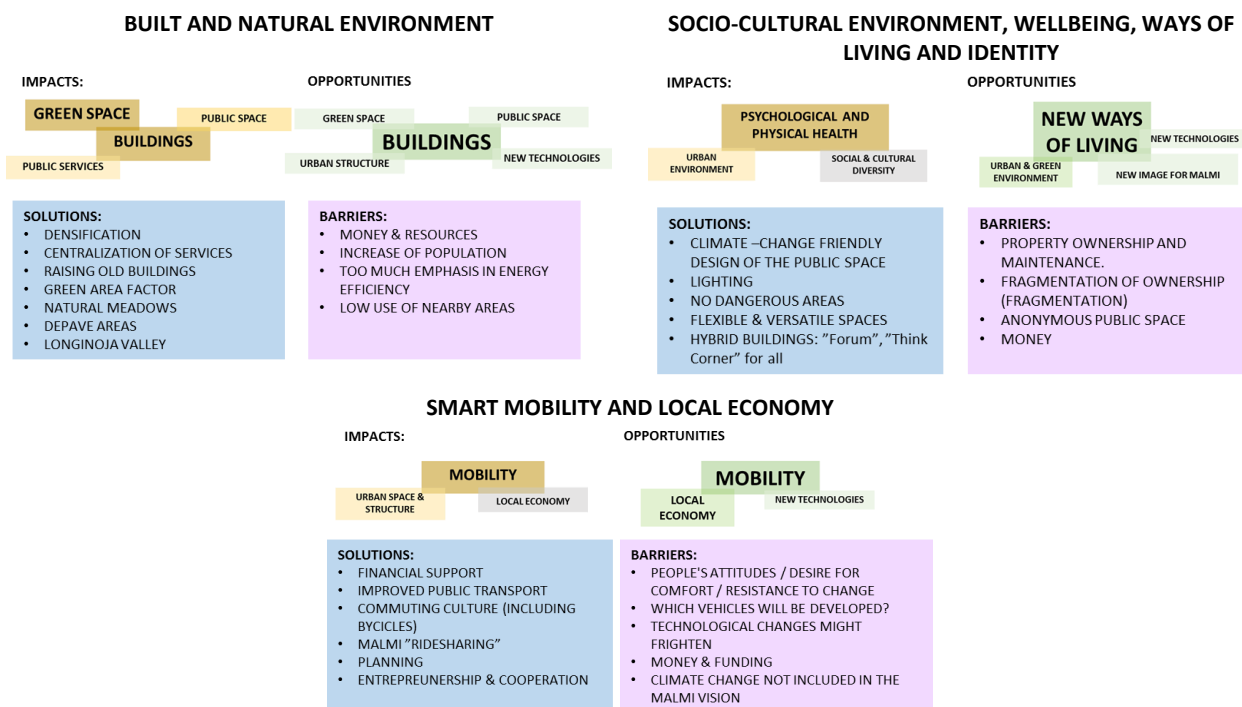 BUILT AND NATURAL ENVIRONMENT
IMPACTS:
GREEN SPACE
PUBLIC SPACE
BUILDINGS
PUBLIC SERVICES
OPPORTUNITIES
GREEN SPACE
PUBLIC SPACE
BUILDINGS
URBAN STRUCTURE
NEW TECHNOLOGIES
SOLUTIONS:
• DENSIFICATION
• CENTRALIZATION OF SERVICES
• RAISING OLD BUILDINGS
• GREEN AREA FACTOR
• NATURAL MEADOWS
• DEPAVE AREAS
• LONGINOJA VALLEY
BARRIERS:
• MONEY & RESOURCES
• INCREASE OF POPULATION
• TOO MUCH EMPHASIS IN ENERGY
EFFICIENCY
• LOW USE OF NEARBY AREAS
SOCIO-CULTURAL ENVIRONMENT, WELLBEING, WAYS OF
LIVING AND IDENTITY
IMPACTS:
PSYCHOLOGICAL AND
PHYSICAL HEALTH
URBAN
ENVIRONMENT
SOCIAL & CULTURAL
DIVERSITY
OPPORTUNITIES
NEW WAYS
OF LIVING
NEW TECHNOLOGIES
URBAN & GREEN
ENVIRONMENT
NEW IMAGE FOR MALMI
SOLUTIONS:
• CLIMATE –CHANGE FRIENDLY
DESIGN OF THE PUBLIC SPACE
• LIGHTING
• NO DANGEROUS AREAS
• FLEXIBLE & VERSATILE SPACES
• HYBRID BUILDINGS: ”Forum”, ”Think
Corner” for all
BARRIERS:
• PROPERTY OWNERSHIP AND
MAINTENANCE.
• FRAGMENTATION OF OWNERSHIP
(FRAGMENTATION)
• ANONYMOUS PUBLIC SPACE
• MONEY
SMART MOBILITY AND LOCAL ECONOMY
IMPACTS:
MOBILITY
URBAN SPACE &
STRUCTURE
LOCAL ECONOMY
OPPORTUNITIES
MOBILITY
LOCAL
ECONOMY
NEW TECHNOLOGIES
SOLUTIONS:
• FINANCIAL SUPPORT
• IMPROVED PUBLIC TRANSPORT
• COMMUTING CULTURE (INCLUDING
BYCICLES)
• MALMI ”RIDESHARING”
• PLANNING
• ENTREPREUNERSHIP & COOPERATION
BARRIERS:
• PEOPLE'S ATTITUDES / DESIRE FOR
COMFORT / RESISTANCE TO CHANGE
• WHICH VEHICLES WILL BE DEVELOPED?
• TECHNOLOGICAL CHANGES MIGHT
FRIGHTEN
• MONEY & FUNDING
• CLIMATE CHANGE NOT INCLUDED IN THE
MALMI VISION